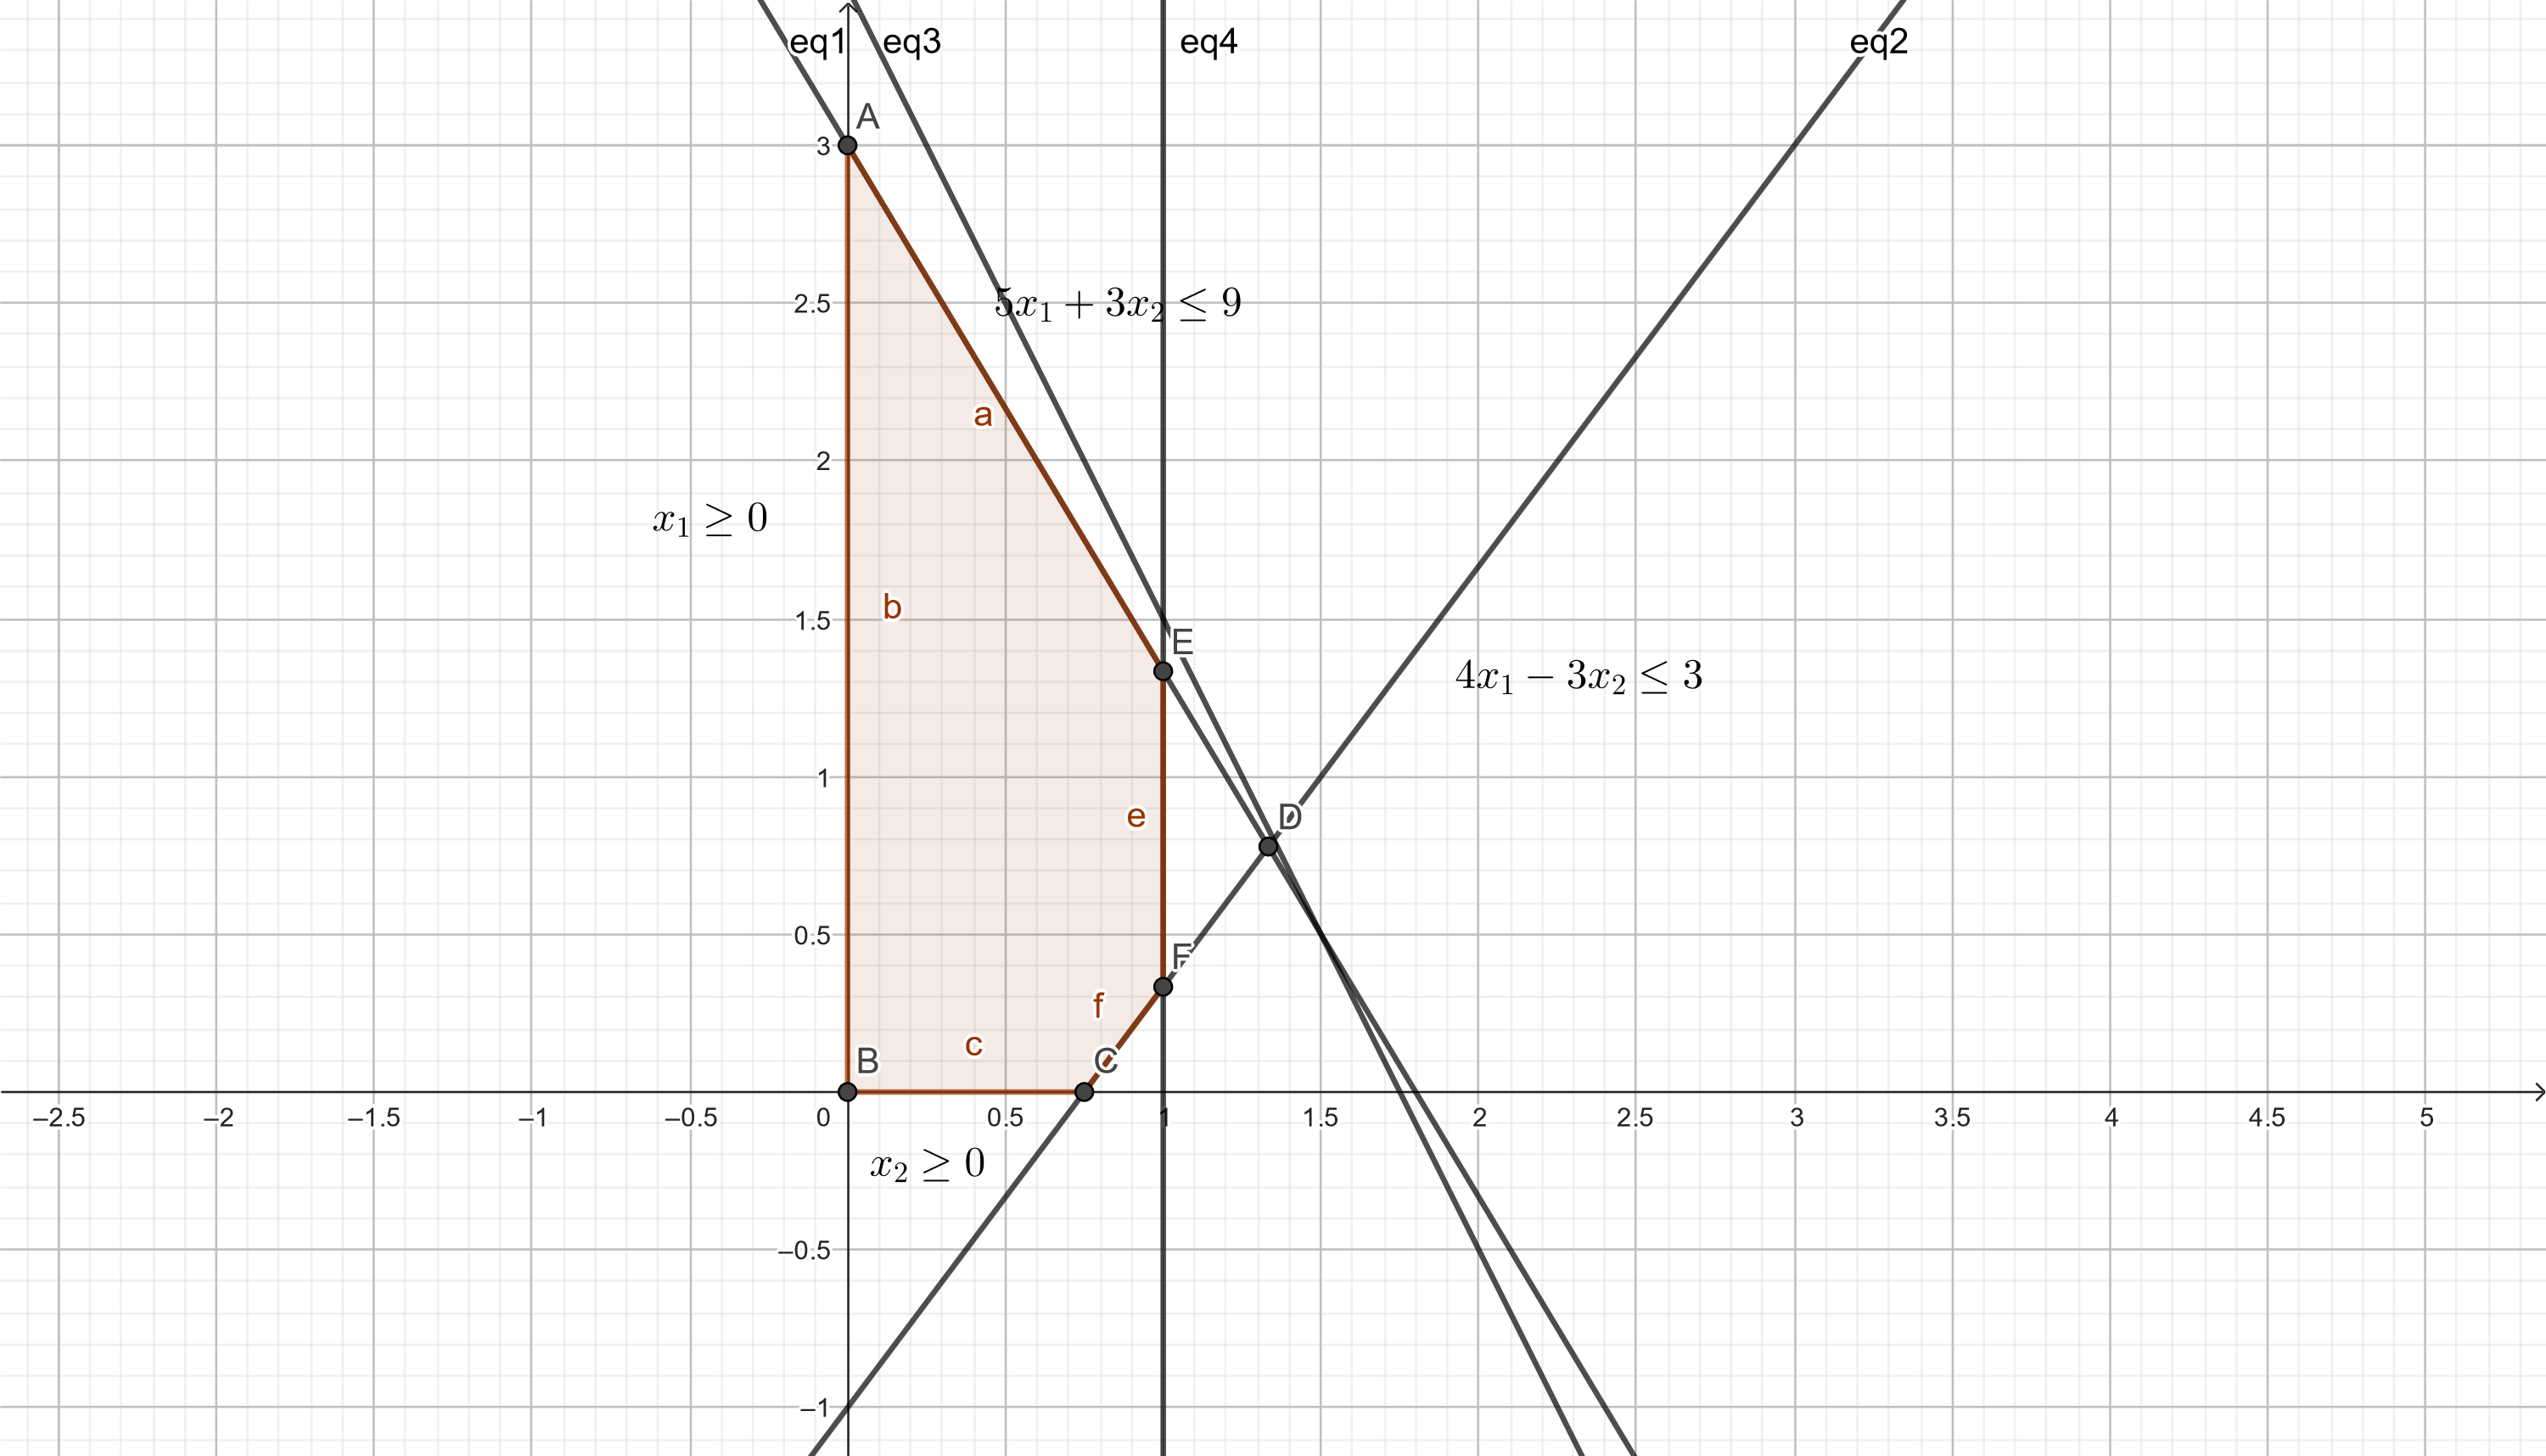 eq1 eq3 eq4 eq2
A
3
5x₁ + 3x₂ ≤ 9
2.5
a
2
x₁ ≥ 0
b
1.5
E
4x₁ − 3x₂ ≤ 3
1
e
D
0.5
F
f
c
B C
–2.5 –2 –1.5 –1 –0.5 0 0.5 1 1.5 2 2.5 3 3.5 4 4.5 5
x₂ ≥ 0
–0.5
–1